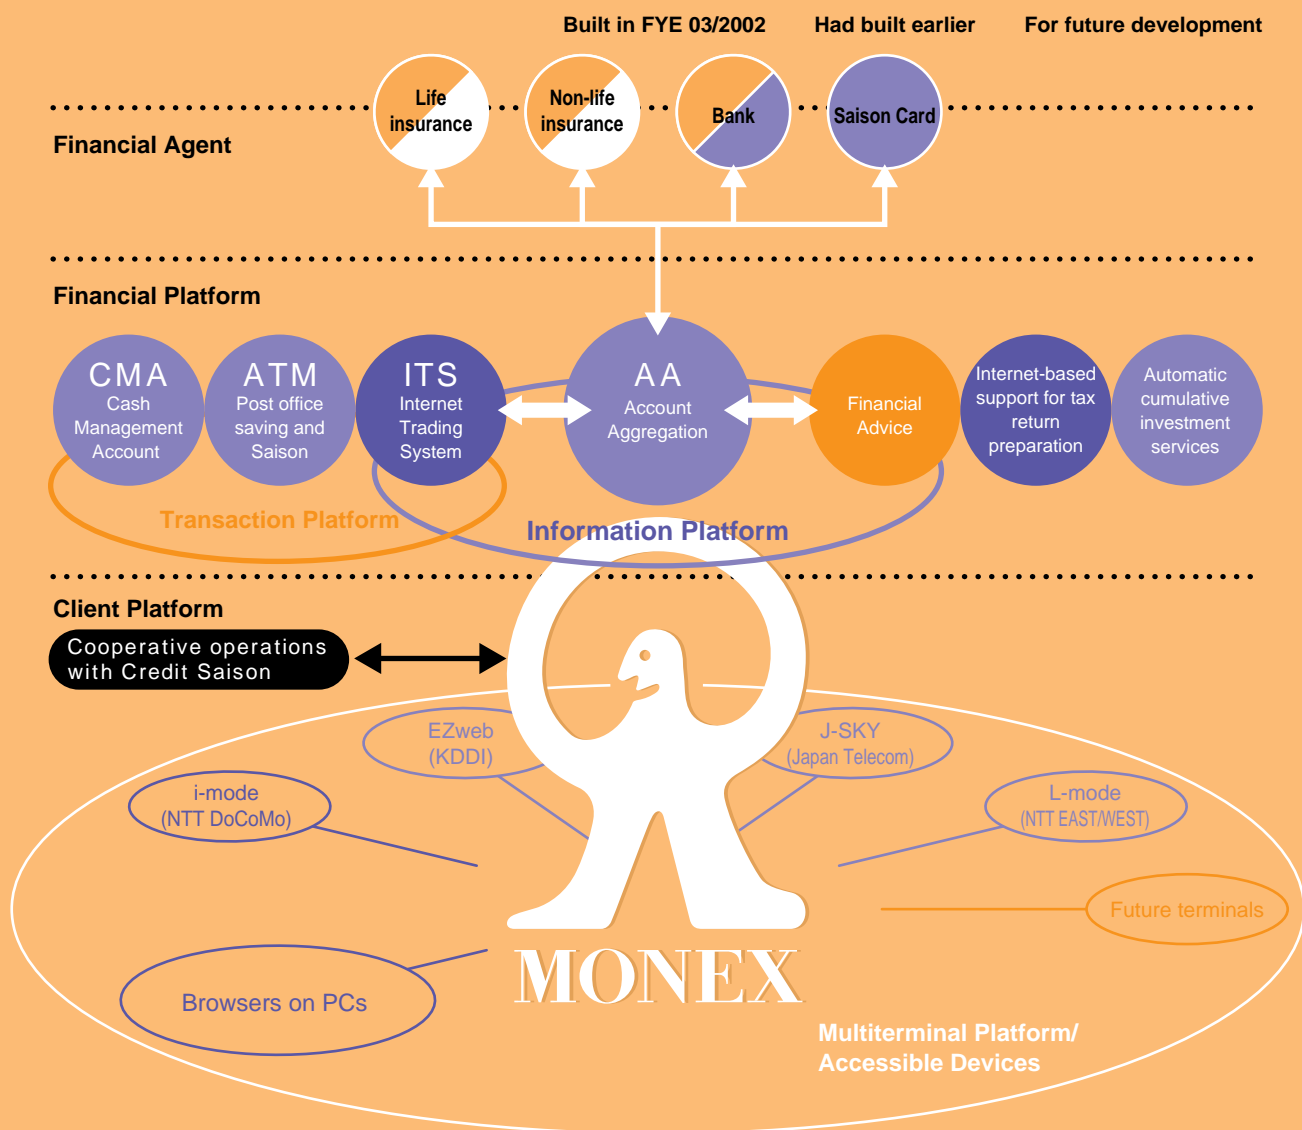 Built in FYE 03/2002
Had built earlier
For future development
Life
insurance
Non-life
insurance
Bank
Saison Card
Financial Agent
Financial Platform
CMA
Cash
Management
Account
ATM
Post office
saving and
Saison
ITS
Internet
Trading
System
AA
Account
Aggregation
Financial
Advice
Internet-based
support for tax
return
preparation
Automatic
cumulative
investment
services
Transaction Platform
Information Platform
Client Platform
Cooperative operations
with Credit Saison
EZweb
(KDDI)
J-SKY
(Japan Telecom)
i-mode
(NTT DoCoMo)
L-mode
(NTT EAST/WEST)
Future terminals
Browsers on PCs
MONEX
Multiterminal Platform/
Accessible Devices